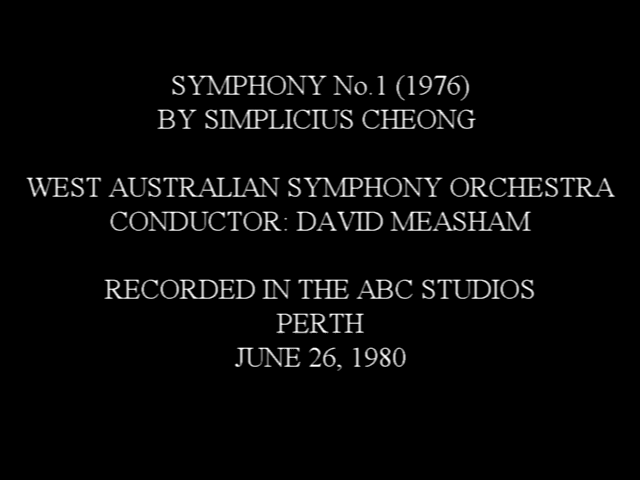 SYMPHONY No.1 (1976)
BY SIMPLICIUS CHEONG
WEST AUSTRALIAN SYMPHONY ORCHESTRA
CONDUCTOR: DAVID MEASHAM
RECORDED IN THE ABC STUDIOS
PERTH
JUNE 26, 1980